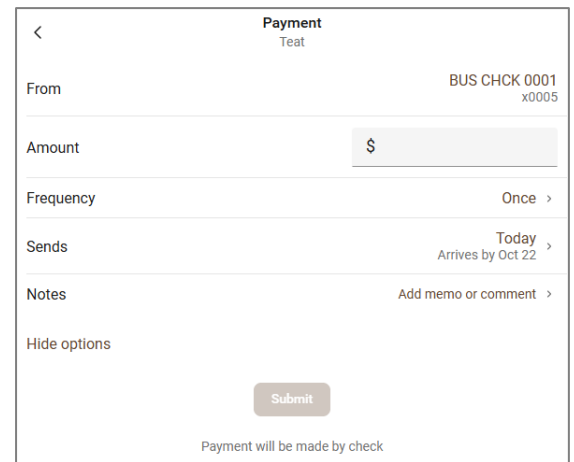 Payment
Teat
From
BUS CHCK 0001
x0005
Amount
$
Frequency
Once
Sends
Today
Arrives by Oct 22
Notes
Add memo or comment
Hide options
Submit
Payment will be made by check